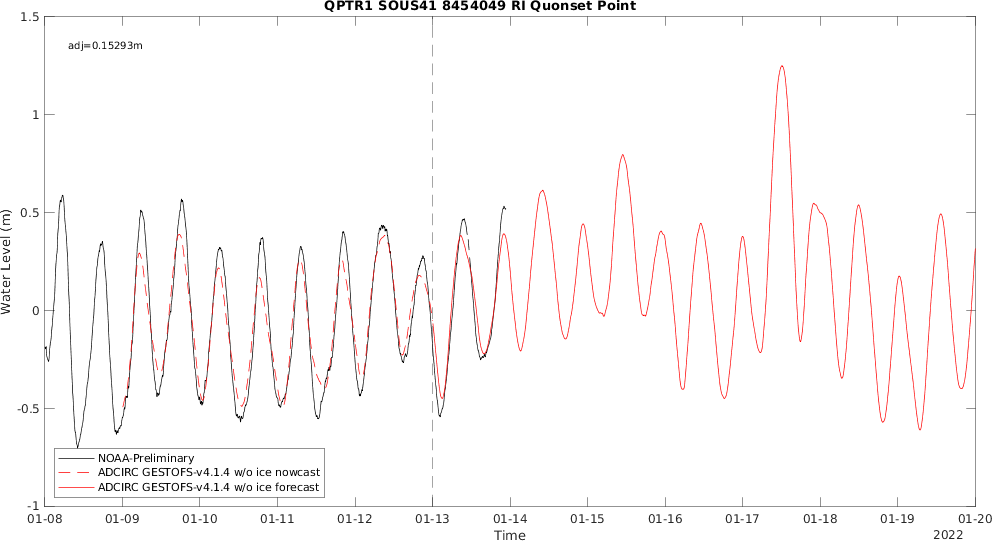 QPTR1 SOUS41 8454049 RI Quonset Point
adj=0.15293m
1.5
1
0.5
0
-0.5
-1
Water Level (m)
NOAA-Preliminary
ADCIRC GESTOFS-v4.1.4 w/o ice nowcast
ADCIRC GESTOFS-v4.1.4 w/o ice forecast
01-08 01-09 01-10 01-11 01-12 01-13 01-14 01-15 01-16 01-17 01-18 01-19 01-20
Time
2022